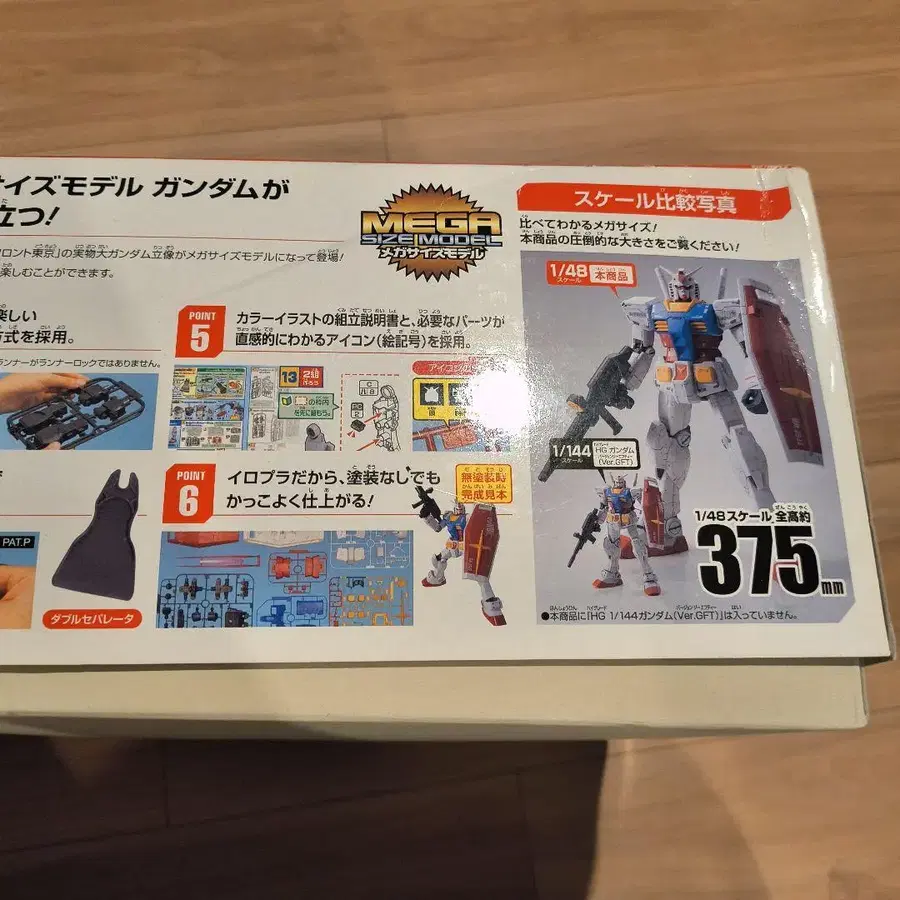 サイズモデル ガンダムが
立つ!
フロント東京」の実物大ガンダム立像がメガサイズモデルになって登場!
楽しむことができます。
MEGA
SIZE MODEL
メガサイズモデル
楽しい
方式を採用。
ランナーがランナーロックではありません。
POINT
5
カラーイラストの組立説明書と、必要なパーツが
直感的にわかるアイコン(絵記号)を採用。
13
アイコンの
PAT.P
ダブルセパレータ
POINT
6
イロプラだから、塗装なしでも
かっこよく仕上がる!
無塗装時
完成見本
スケール比較写真
比べてわかるメガサイズ!
本商品の圧倒的な大きさをご覧ください!
1/48
スケール
本商品
1/144
スケール
HG ガンダム
(Ver.GFT)
1/48スケール 全高約
375mm
●本商品に「HG 1/144ガンダム(Ver.GFT)」は入っていません。